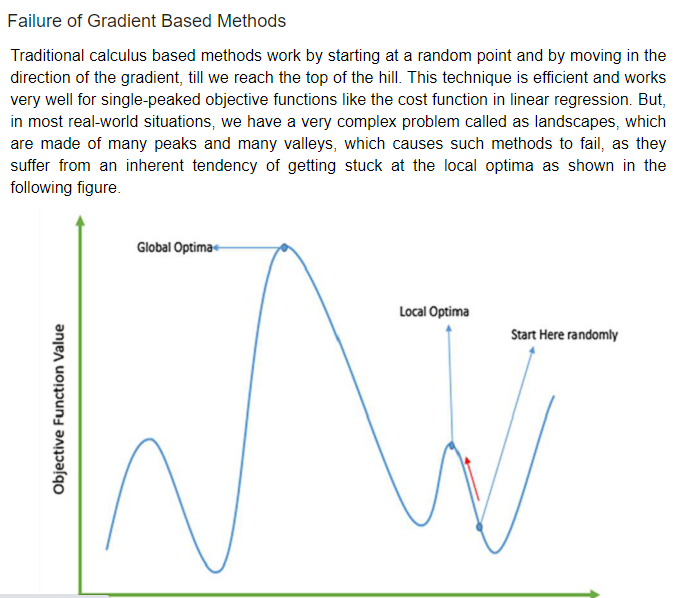 Failure of Gradient Based Methods
Traditional calculus based methods work by starting at a random point and by moving in the
direction of the gradient, till we reach the top of the hill. This technique is efficient and works
very well for single-peaked objective functions like the cost function in linear regression. But,
in most real-world situations, we have a very complex problem called as landscapes, which
are made of many peaks and many valleys, which causes such methods to fail, as they
suffer from an inherent tendency of getting stuck at the local optima as shown in the
following figure.
Global Optima
Local Optima
Start Here randomly
Objective Function Value